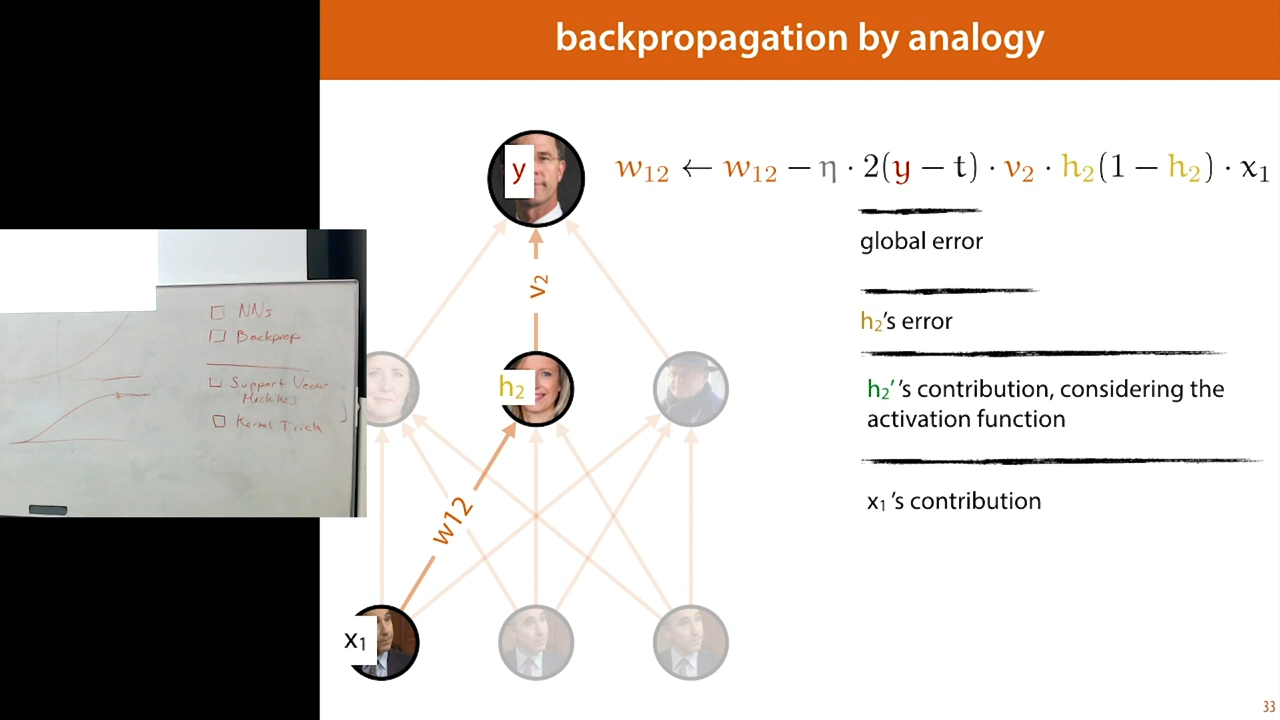 backpropagation by analogy
y
w12 ← w12 − η · 2(y − t) · v2 · h2(1 − h2) · x1
global error
v2
h2's error
h2
h2''s contribution, considering the
activation function
w12
x1's contribution
x1
NNs
Backprop
Support Vector
Machines
Kernel Trick
33